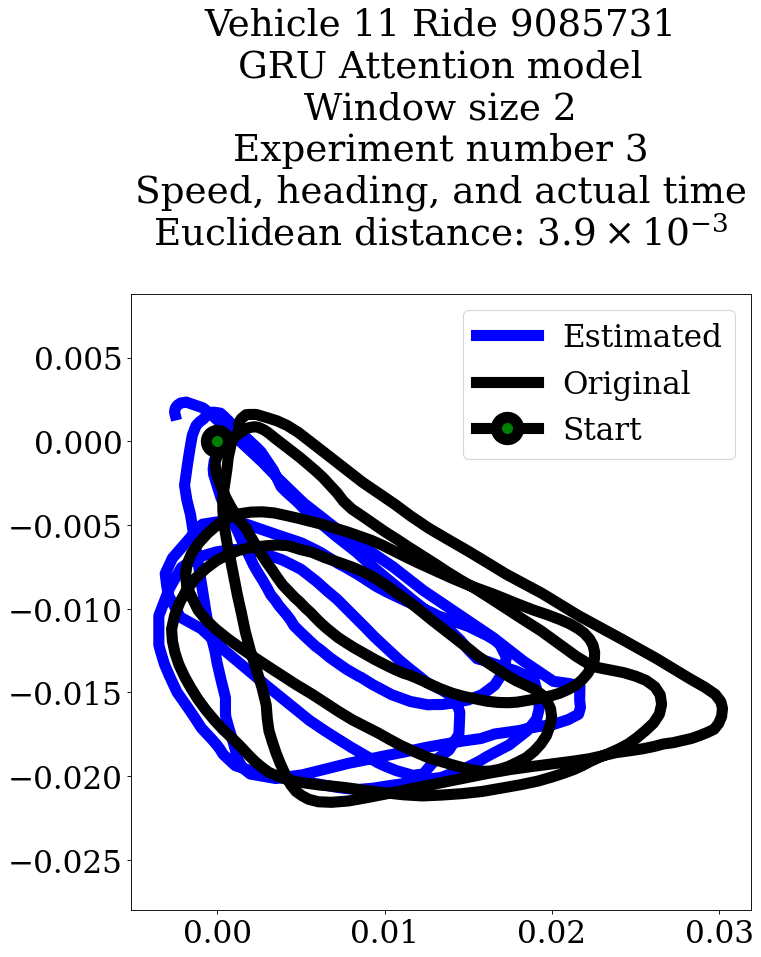 Vehicle 11 Ride 9085731
GRU Attention model
Window size 2
Experiment number 3
Speed, heading, and actual time
Euclidean distance: 3.9 × 10⁻³
Estimated
Original
Start
0.005
0.000
−0.005
−0.010
−0.015
−0.020
−0.025
0.00 0.01 0.02 0.03